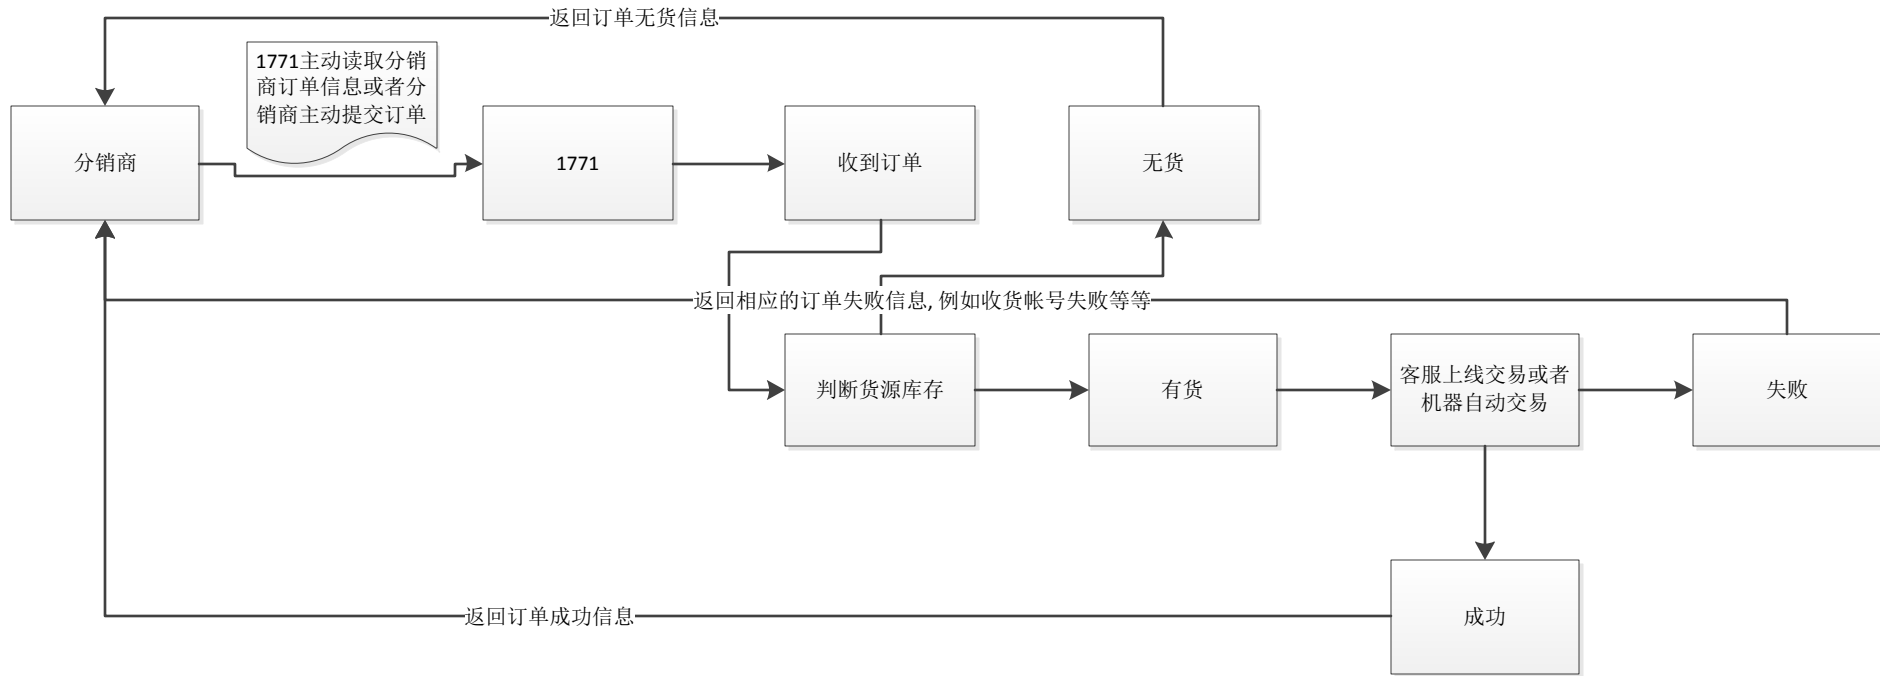 返回订单无货信息
1771主动读取分销
商订单信息或者分
销商主动提交订单
分销商
1771
收到订单
无货
返回相应的订单失败信息, 例如收货帐号失败等等
判断货源库存
有货
客服上线交易或者
机器自动交易
失败
返回订单成功信息
成功